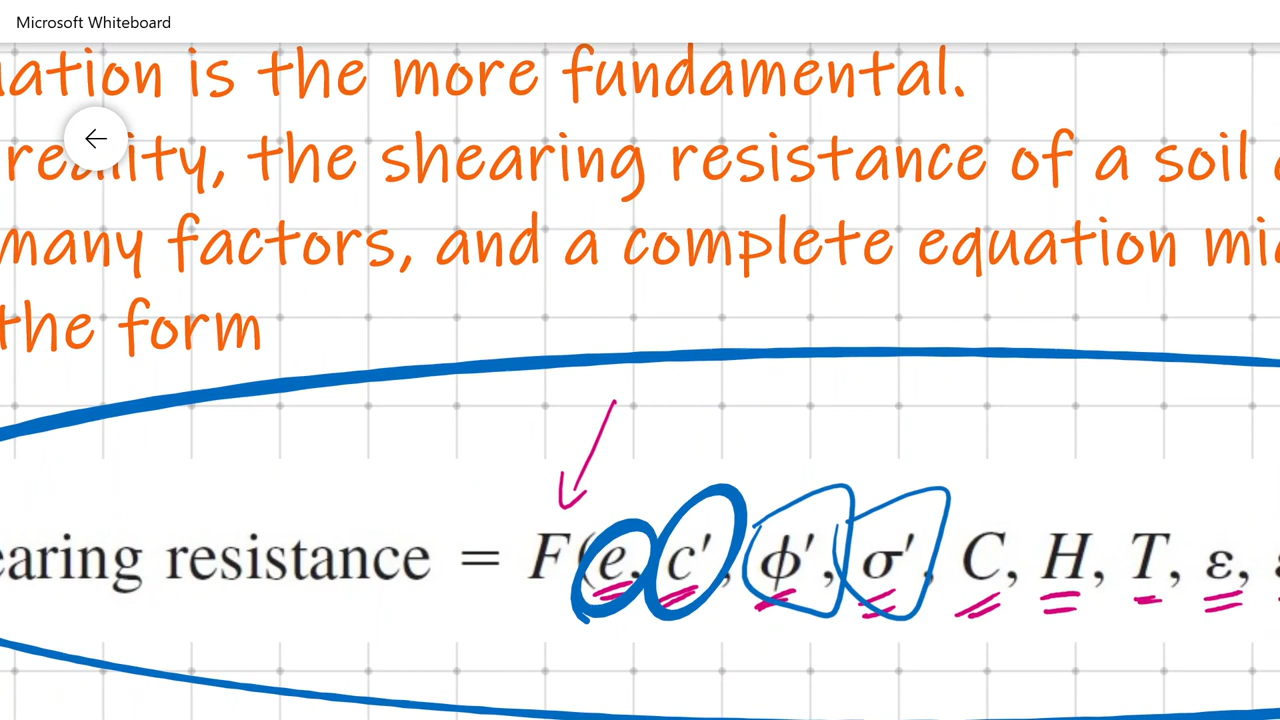 Microsoft Whiteboard
uation is the more fundamental.
reality, the shearing resistance of a soil
many factors, and a complete equation mi
the form
earing resistance = F(e, c′, ϕ′, σ′, C, H, T, ε,